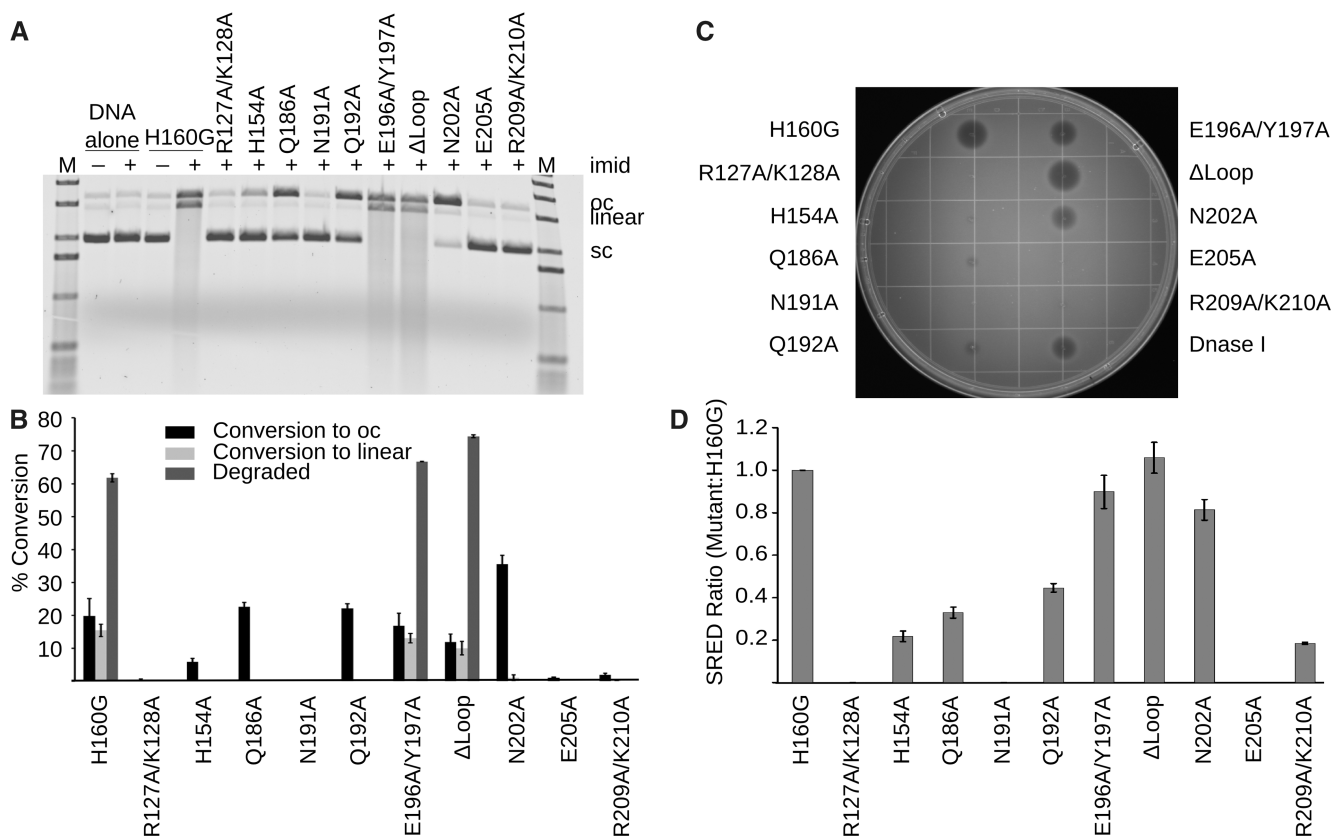 A
DNA
alone
H160G
R127A/K128A
H154A
Q186A
N191A
Q192A
E196A/Y197A
ΔLoop
N202A
E205A
R209A/K210A
M – + – + + + + + + + + + + + M imid
oc
linear
sc
B
% Conversion
80
70
60
50
40
30
20
10
Conversion to oc
Conversion to linear
Degraded
H160G
R127A/K128A
H154A
Q186A
N191A
Q192A
E196A/Y197A
ΔLoop
N202A
E205A
R209A/K210A
C
H160G
R127A/K128A
H154A
Q186A
N191A
Q192A
E196A/Y197A
ΔLoop
N202A
E205A
R209A/K210A
Dnase I
D
SRED Ratio (Mutant:H160G)
1.2
1.0
0.8
0.6
0.4
0.2
H160G
R127A/K128A
H154A
Q186A
N191A
Q192A
E196A/Y197A
ΔLoop
N202A
E205A
R209A/K210A